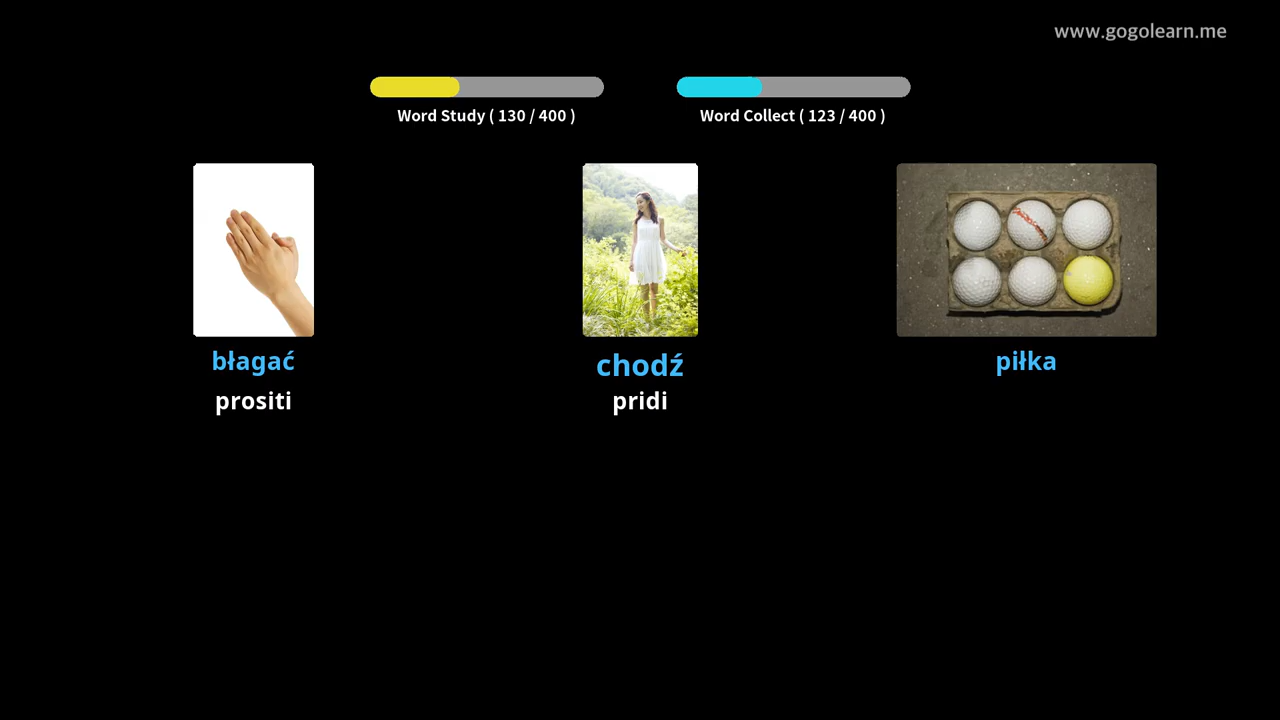 www.gogolearn.me
Word Study ( 130 / 400 )
Word Collect ( 123 / 400 )
błagać
prositi
chodź
pridi
piłka